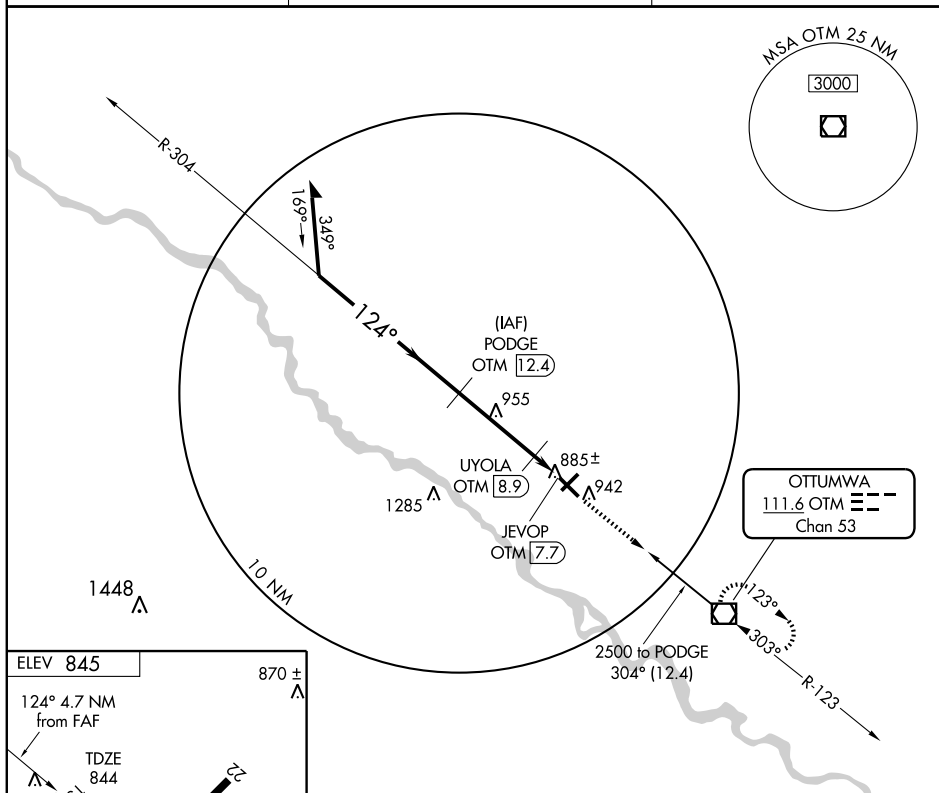 MSA OTM 25 NM
3000
R-304
169°
349°
124°
(IAF)
PODGE
OTM 12.4
955
UYOLA
OTM 8.9
885±
942
1285
JEVOP
OTM 7.7
OTTUMWA
111.6 OTM
Chan 53
10 NM
1448
123°
303°
2500 to PODGE
304° (12.4)
R-123
ELEV 845
870 ±
124° 4.7 NM
from FAF
TDZE
844
22